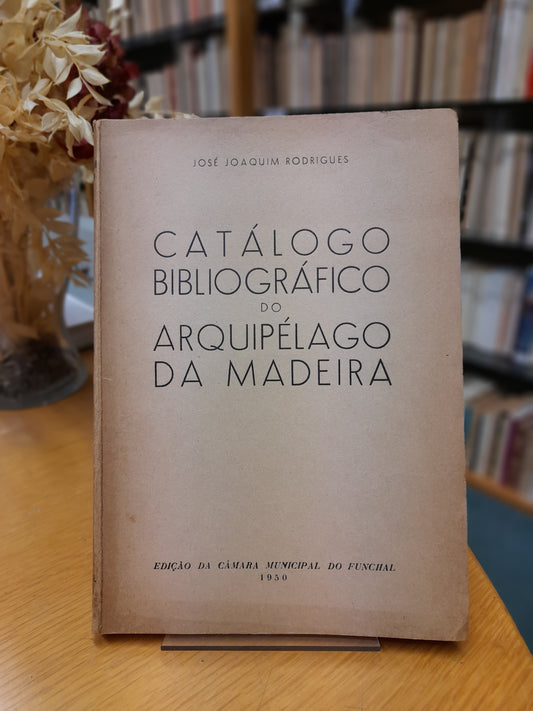 JOSÉ JOAQUIM RODRIGUES
CATÁLOGO
BIBLIOGRÁFICO
DO
ARQUIPÉLAGO
DA MADEIRA
EDIÇÃO DA CÂMARA MUNICIPAL DO FUNCHAL
1950